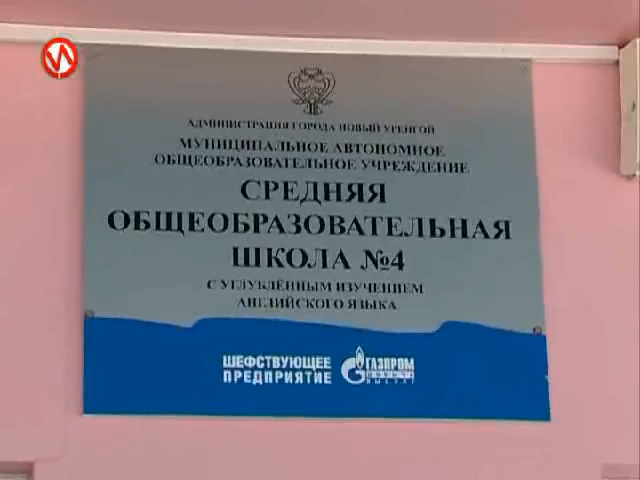 АДМИНИСТРАЦИЯ ГОРОДА НОВЫЙ УРЕНГОЙ
МУНИЦИПАЛЬНОЕ АВТОНОМНОЕ
ОБЩЕОБРАЗОВАТЕЛЬНОЕ УЧРЕЖДЕНИЕ
СРЕДНЯЯ
ОБЩЕОБРАЗОВАТЕЛЬНАЯ
ШКОЛА №4
С УГЛУБЛЁННЫМ ИЗУЧЕНИЕМ
АНГЛИЙСКОГО ЯЗЫКА
ШЕФСТВУЮЩЕЕ
ПРЕДПРИЯТИЕ
ГАЗПРОМ